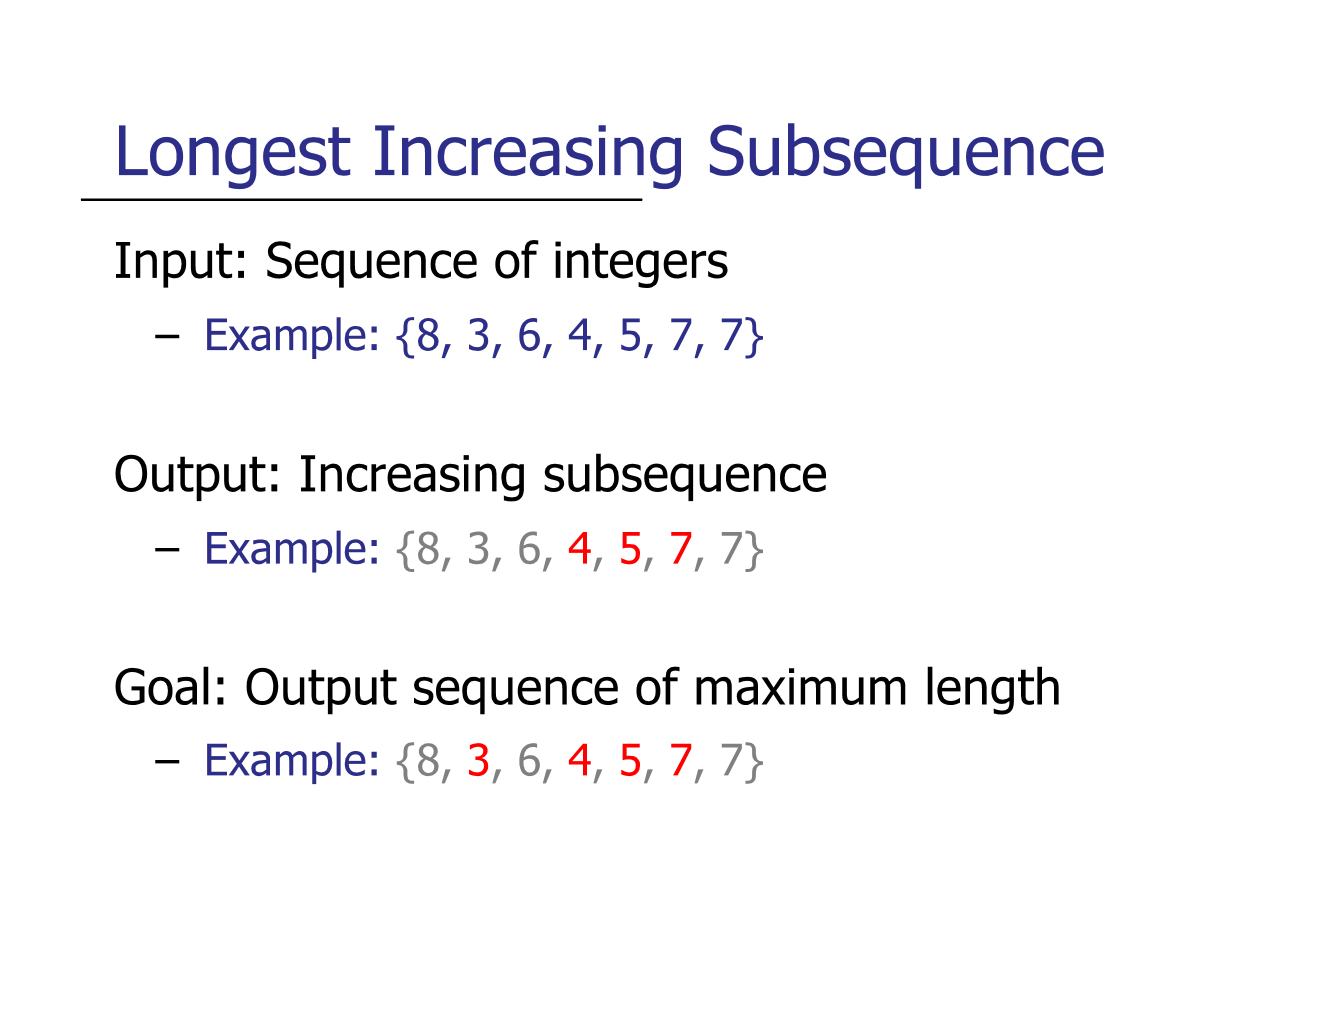 Longest Increasing Subsequence
Input: Sequence of integers
– Example: {8, 3, 6, 4, 5, 7, 7}
Output: Increasing subsequence
– Example: {8, 3, 6, 4, 5, 7, 7}
Goal: Output sequence of maximum length
– Example: {8, 3, 6, 4, 5, 7, 7}